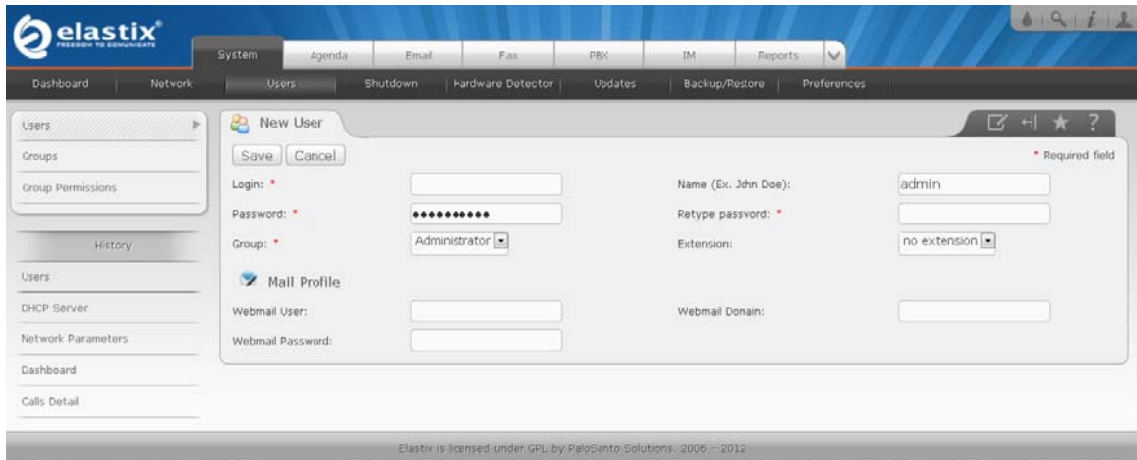 elastix®
FREEDOM TO COMUNICATE
System Agenda Email Fax PBX IM Reports
Dashboard Network Users Shutdown Hardware Detector Updates Backup/Restore Preferences
Users
Groups
Group Permissions
History
Users
DHCP Server
Network Parameters
Dashboard
Calls Detail
New User
?
Save Cancel
* Required field
Login: *
Name (Ex. John Doe): admin
Password: * ••••••••••
Retype password: *
Group: * Administrator
Extension: no extension
Mail Profile
Webmail User:
Webmail Domain:
Webmail Password:
Elastix is licensed under GPL by PaloSanto Solutions. 2006 - 2012